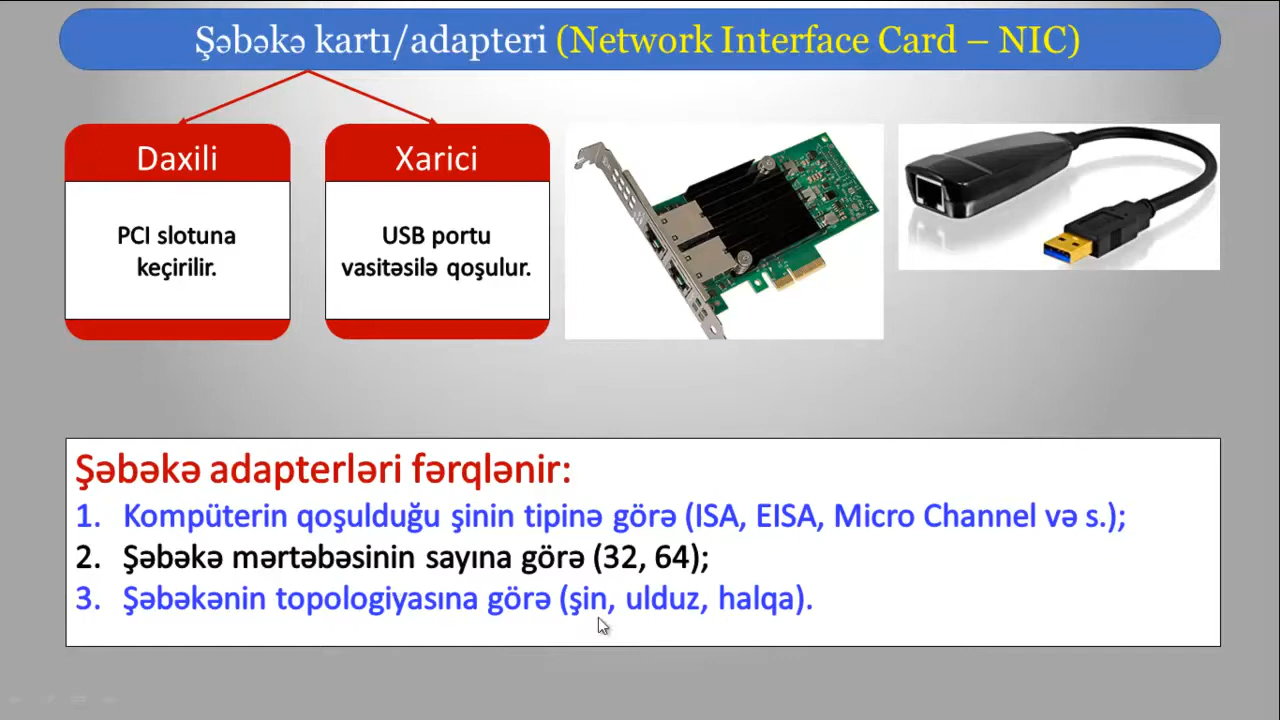 Şəbəkə kartı/adapteri (Network Interface Card – NIC)
Daxili
PCI slotuna
keçirilir.
Xarici
USB portu
vasitəsilə qoşulur.
Şəbəkə adapterləri fərqlənir:
1. Kompüterin qoşulduğu şinin tipinə görə (ISA, EISA, Micro Channel və s.);
2. Şəbəkə mərtəbəsinin sayına görə (32, 64);
3. Şəbəkənin topologiyasına görə (şin, ulduz, halqa).